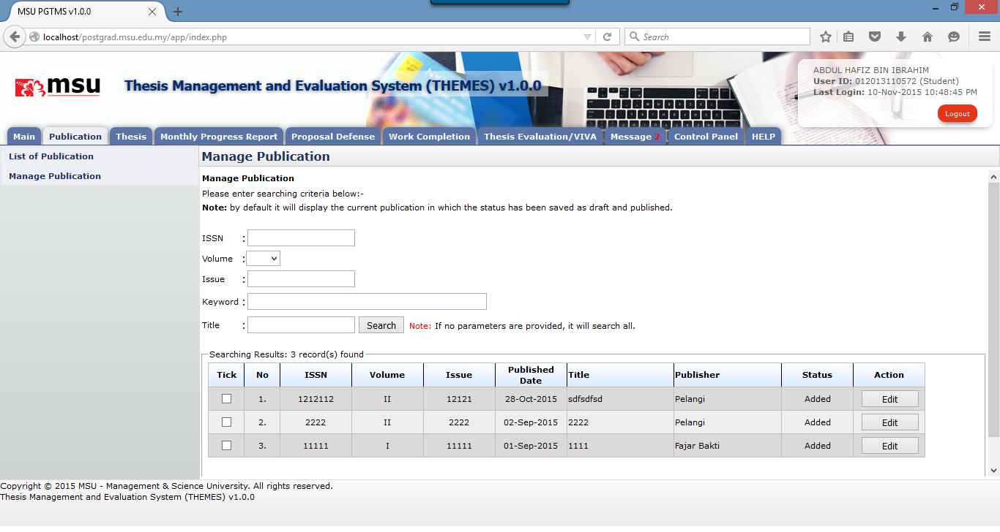 MSU PGTMS v1.0.0
localhost/postgrad.msu.edu.my/app/index.php
Search
msu
Thesis Management and Evaluation System (THEMES) v1.0.0
ABDUL HAFIZ BIN IBRAHIM
User ID: 012013110572 (Student)
Last Login: 10-Nov-2015 10:48:45 PM
Logout
Main Publication Thesis Monthly Progress Report Proposal Defense Work Completion Thesis Evaluation/VIVA Message 2 Control Panel HELP
List of Publication
Manage Publication
Manage Publication
Manage Publication
Please enter searching criteria below:-
Note: by default it will display the current publication in which the status has been saved as draft and published.
ISSN :
Volume :
Issue :
Keyword :
Title : Search Note: If no parameters are provided, it will search all.
Searching Results: 3 record(s) found
Tick No ISSN Volume Issue Published Date Title Publisher Status Action
1. 1212112 II 12121 28-Oct-2015 sdfsdfsd Pelangi Added Edit
2. 2222 II 2222 02-Sep-2015 2222 Pelangi Added Edit
3. 11111 I 11111 01-Sep-2015 1111 Fajar Bakti Added Edit
Copyright © 2015 MSU - Management & Science University. All rights reserved.
Thesis Management and Evaluation System (THEMES) v1.0.0